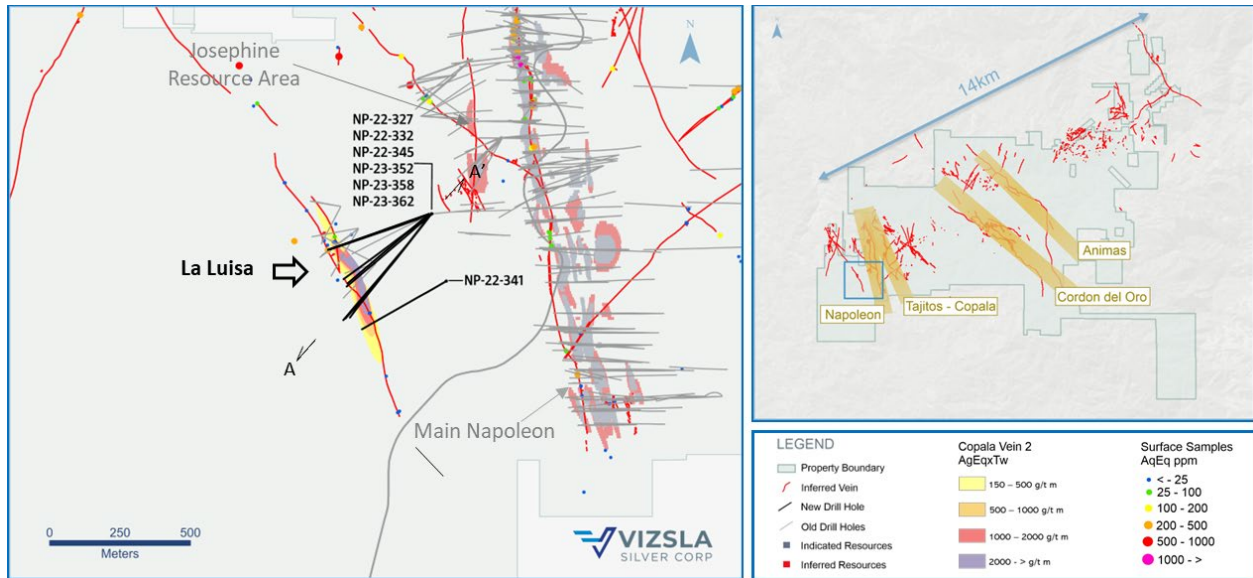 Josephine
Resource Area
NP-22-327
NP-22-332
NP-22-345
NP-23-352
NP-23-358
NP-23-362
A'
N
La Luisa
NP-22-341
A
Main Napoleon
0 250 500
Meters
VIZSLA
SILVER CORP
N
14km
Animas
Cordon del Oro
Tajitos - Copala
Napoleon
LEGEND
Property Boundary
Inferred Vein
New Drill Hole
Old Drill Holes
Indicated Resources
Inferred Resources
Copala Vein 2
AgEqxTw
150 – 500 g/t m
500 – 1000 g/t m
1000 – 2000 g/t m
2000 - > g/t m
Surface Samples
AqEq ppm
< - 25
25 - 100
100 - 200
200 - 500
500 - 1000
1000 - >